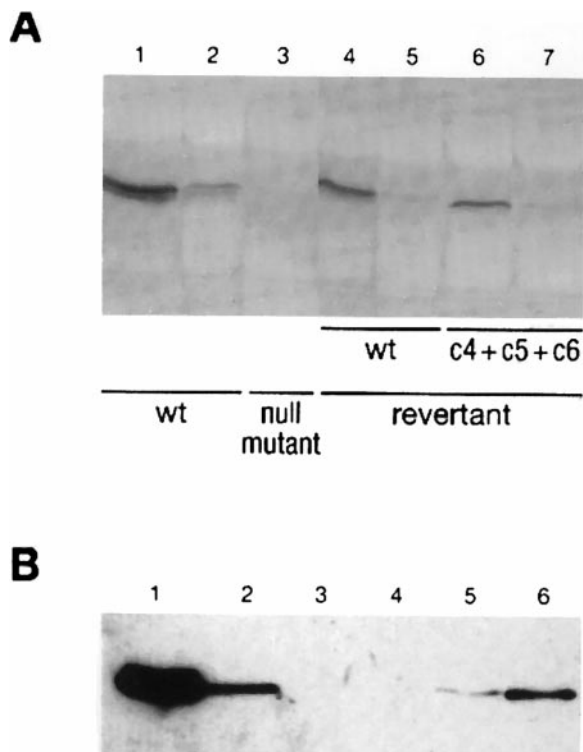 A
1 2 3 4 5 6 7
wt c4+c5+c6
wt null mutant revertant
B
1 2 3 4 5 6